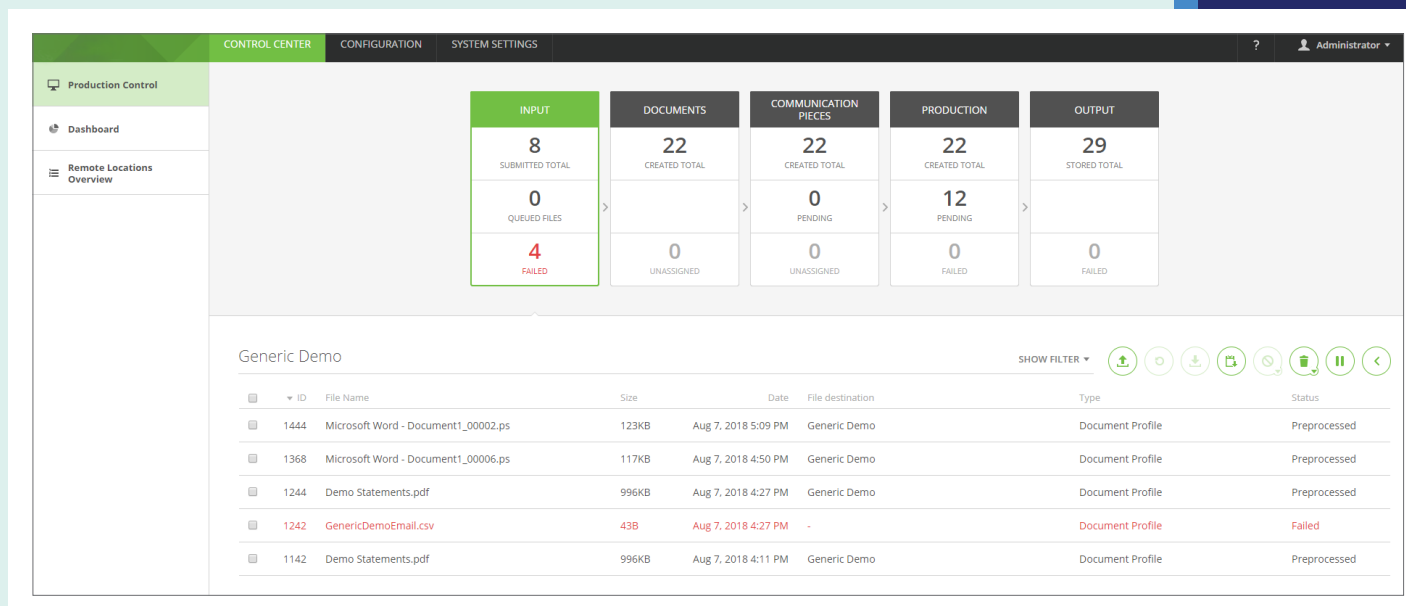 CONTROL CENTER CONFIGURATION SYSTEM SETTINGS ? Administrator
Production Control
Dashboard
Remote Locations
Overview
INPUT
8
SUBMITTED TOTAL
0
QUEUED FILES
4
FAILED
DOCUMENTS
22
CREATED TOTAL
0
UNASSIGNED
COMMUNICATION
PIECES
22
CREATED TOTAL
0
PENDING
0
UNASSIGNED
PRODUCTION
22
CREATED TOTAL
12
PENDING
0
FAILED
OUTPUT
29
STORED TOTAL
0
FAILED
Generic Demo
SHOW FILTER
ID File Name Size Date File destination Type Status
1444 Microsoft Word - Document1_00002.ps 123KB Aug 7, 2018 5:09 PM Generic Demo Document Profile Preprocessed
1368 Microsoft Word - Document1_00006.ps 117KB Aug 7, 2018 4:50 PM Generic Demo Document Profile Preprocessed
1244 Demo Statements.pdf 996KB Aug 7, 2018 4:27 PM Generic Demo Document Profile Preprocessed
1242 GenericDemoEmail.csv 43B Aug 7, 2018 4:27 PM - Document Profile Failed
1142 Demo Statements.pdf 996KB Aug 7, 2018 4:11 PM Generic Demo Document Profile Preprocessed